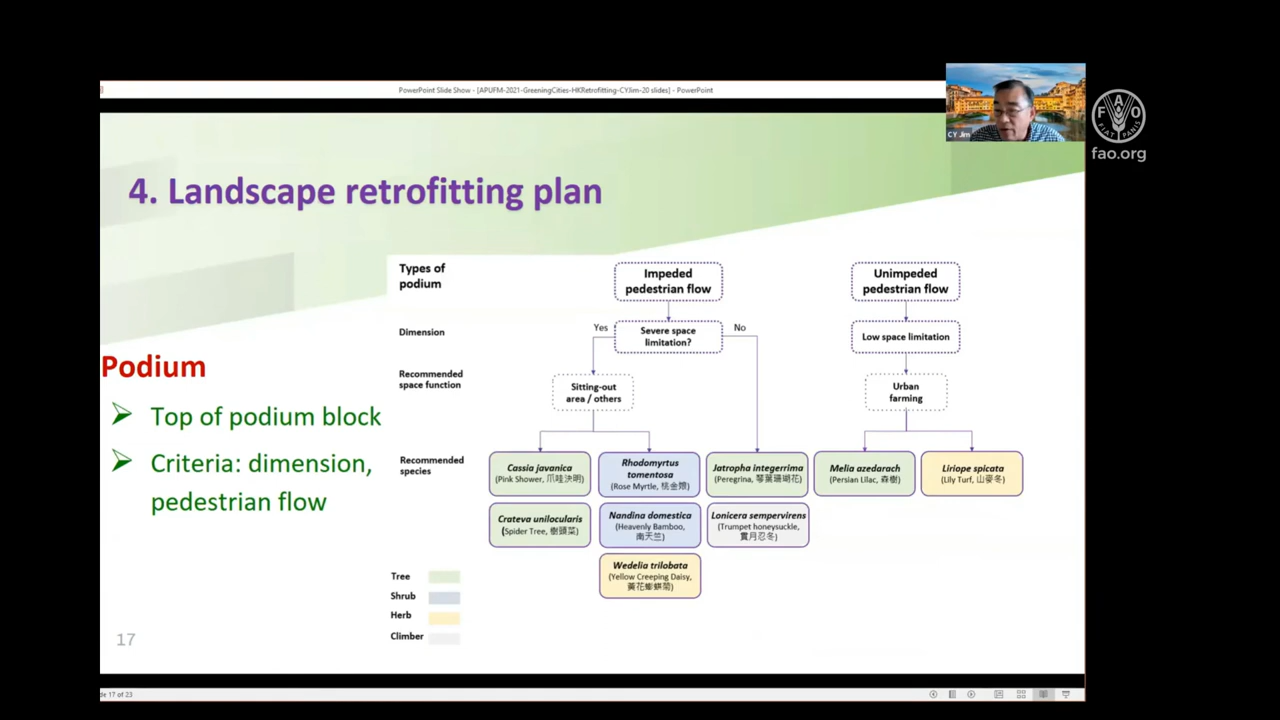 PowerPoint Slide Show - [APUFM-2021-GreeningCities-HKRetrofitting-CYJim-20 slides] - PowerPoint
CY Jim
F A O
FIAT PANIS
fao.org
4. Landscape retrofitting plan
Podium
Top of podium block
Criteria: dimension,
pedestrian flow
Types of
podium
Impeded
pedestrian flow
Unimpeded
pedestrian flow
Dimension
Yes
Severe space
limitation?
No
Low space limitation
Recommended
space function
Sitting-out
area / others
Urban
farming
Recommended
species
Cassia javanica
(Pink Shower, 爪哇決明)
Rhodomyrtus
tomentosa
(Rose Myrtle, 桃金娘)
Jatropha integerrima
(Peregrina, 琴葉珊瑚花)
Melia azedarach
(Persian Lilac, 森樹)
Liriope spicata
(Lily Turf, 山麥冬)
Crateva unilocularis
(Spider Tree, 樹頭菜)
Nandina domestica
(Heavenly Bamboo,
南天竺)
Lonicera sempervirens
(Trumpet honeysuckle,
貫月忍冬)
Wedelia trilobata
(Yellow Creeping Daisy,
黃花蟛蜞菊)
Tree
Shrub
Herb
Climber
17
de 17 of 23